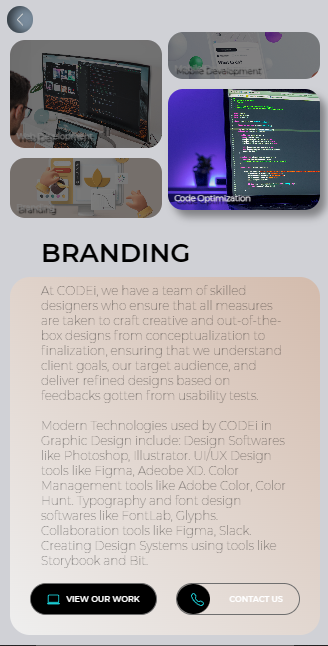 Mobile Development
Web Development
Code Optimization
Branding
BRANDING
At CODEi, we have a team of skilled
designers who ensure that all measures
are taken to craft creative and out-of-the-
box designs from conceptualization to
finalization, ensuring that we understand
client goals, our target audience, and
deliver refined designs based on
feedbacks gotten from usability tests.
Modern Technologies used by CODEi in
Graphic Design include: Design Softwares
like Photoshop, Illustrator. UI/UX Design
tools like Figma, Adeobe XD. Color
Management tools like Adobe Color, Color
Hunt. Typography and font design
softwares like FontLab, Glyphs.
Collaboration tools like Figma, Slack.
Creating Design Systems using tools like
Storybook and Bit.
VIEW OUR WORK
CONTACT US